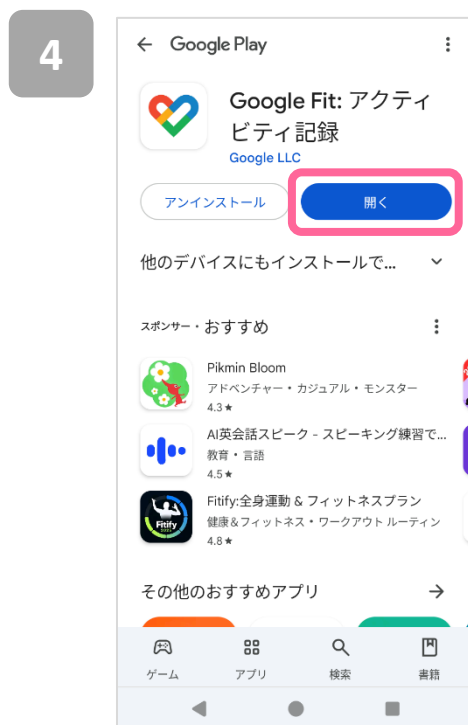 4
Google Play
Google Fit: アクティ
ビティ記録
Google LLC
アンインストール
開く
他のデバイスにもインストールで...
スポンサー・おすすめ
Pikmin Bloom
アドベンチャー • カジュアル • モンスター
4.3★
AI英会話スピーク - スピーキング練習で...
教育 • 言語
4.5★
Fitify
Fitify:全身運動 & フィットネスプラン
健康＆フィットネス • ワークアウト ルーティン
4.8★
その他のおすすめアプリ
ゲーム
アプリ
検索
書籍